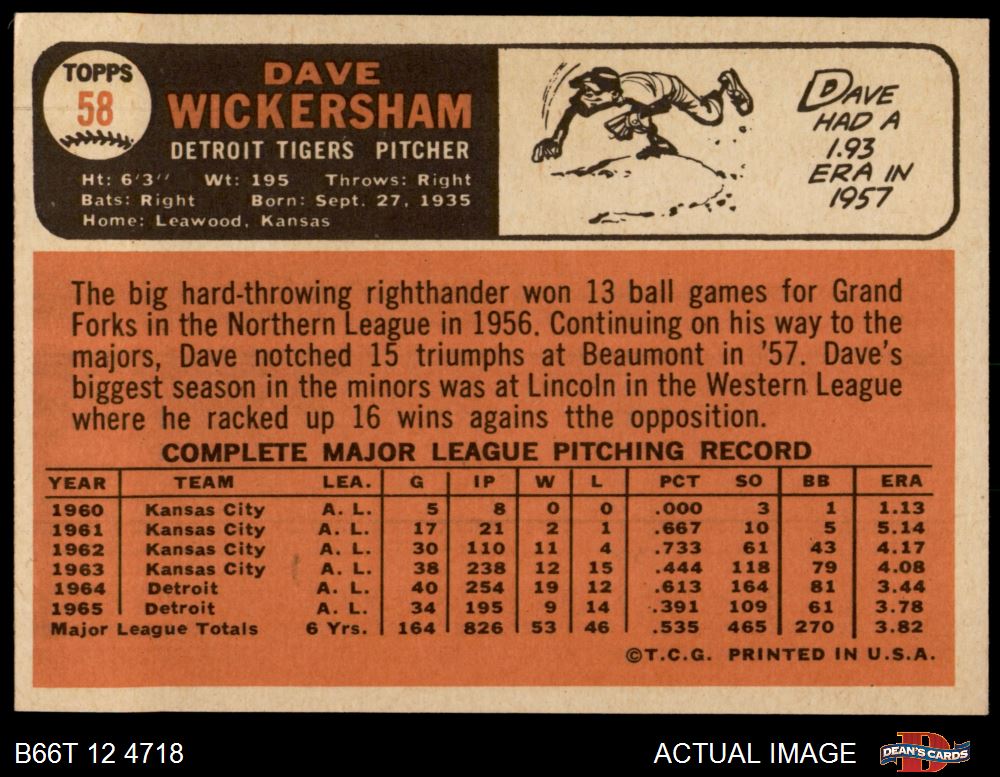 TOPPS
58
DAVE
WICKERSHAM
DETROIT TIGERS PITCHER
Ht: 6'3" Wt: 195 Throws: Right
Bats: Right Born: Sept. 27, 1935
Home: Leawood, Kansas
DAVE
HAD A
1.93
ERA IN
1957
The big hard-throwing righthander won 13 ball games for Grand
Forks in the Northern League in 1956. Continuing on his way to the
majors, Dave notched 15 triumphs at Beaumont in '57. Dave's
biggest season in the minors was at Lincoln in the Western League
where he racked up 16 wins agains tthe opposition.
COMPLETE MAJOR LEAGUE PITCHING RECORD
YEAR TEAM LEA. G IP W L PCT SO BB ERA
1960 Kansas City A. L. 5 8 0 0 .000 3 1 1.13
1961 Kansas City A. L. 17 21 2 1 .667 10 5 5.14
1962 Kansas City A. L. 30 110 11 4 .733 61 43 4.17
1963 Kansas City A. L. 38 238 12 15 .444 118 79 4.08
1964 Detroit A. L. 40 254 19 12 .613 164 81 3.44
1965 Detroit A. L. 34 195 9 14 .391 109 61 3.78
Major League Totals 6 Yrs. 164 826 53 46 .535 465 270 3.82
©T.C.G. PRINTED IN U.S.A.
B66T 12 4718
ACTUAL IMAGE
D
DEAN'S CARDS